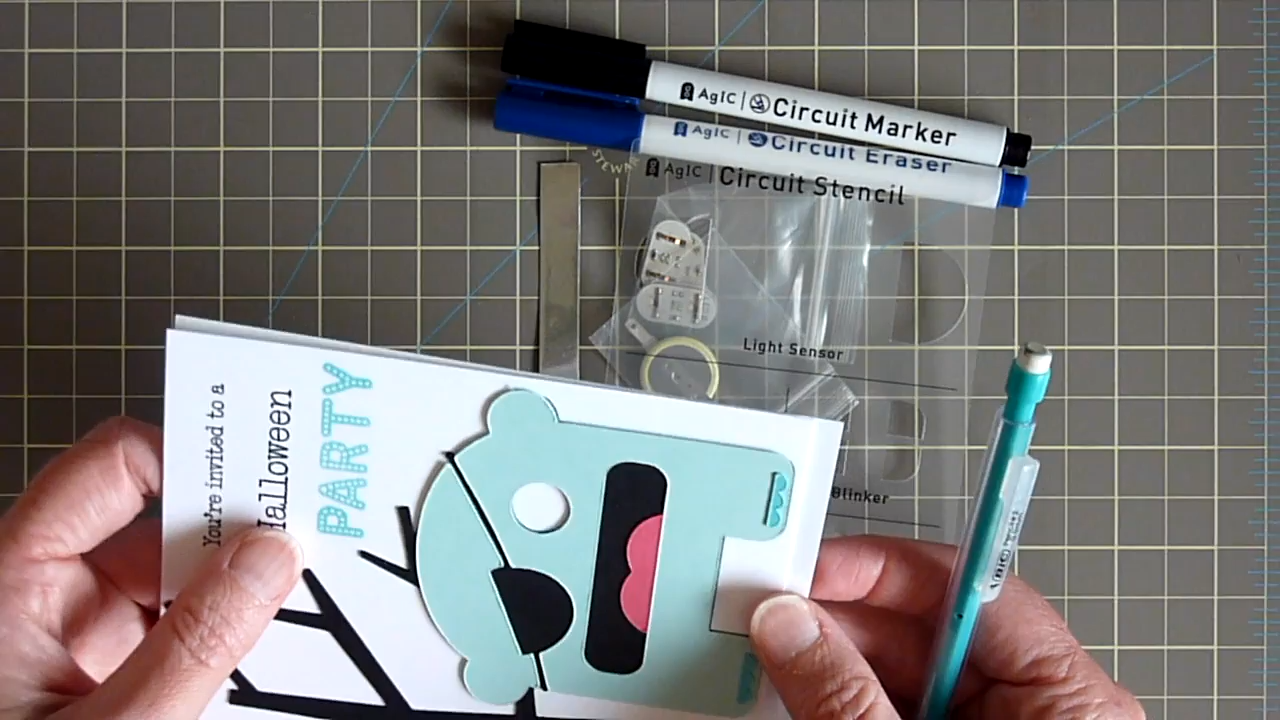 AgIC | Circuit Marker
AgIC | Circuit Eraser
AgIC | Circuit Stencil
Light Sensor
Blinker
You're invited to a
Halloween
PARTY